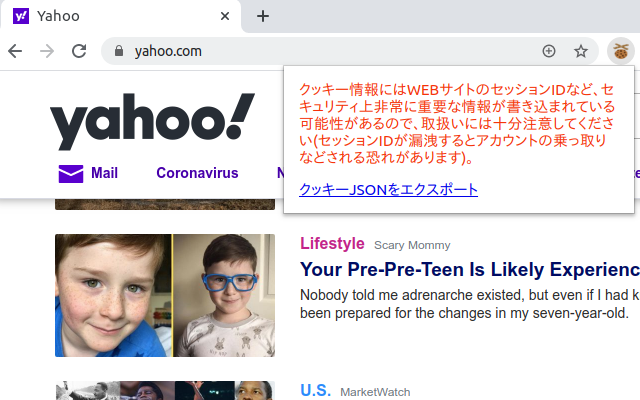 Yahoo
yahoo.com
クッキー情報にはWEBサイトのセッションIDなど、セ
キュリティ上非常に重要な情報が書き込まれている
可能性があるので、取扱いには十分注意してくださ
い(セッションIDが漏洩するとアカウントの乗っ取り
などされる恐れがあります)。
クッキーJSONをエクスポート
yahoo!
Mail
Coronavirus
Lifestyle Scary Mommy
Your Pre-Pre-Teen Is Likely Experienc
Nobody told me adrenarche existed, but even if I had k
been prepared for the changes in my seven-year-old.
U.S. MarketWatch